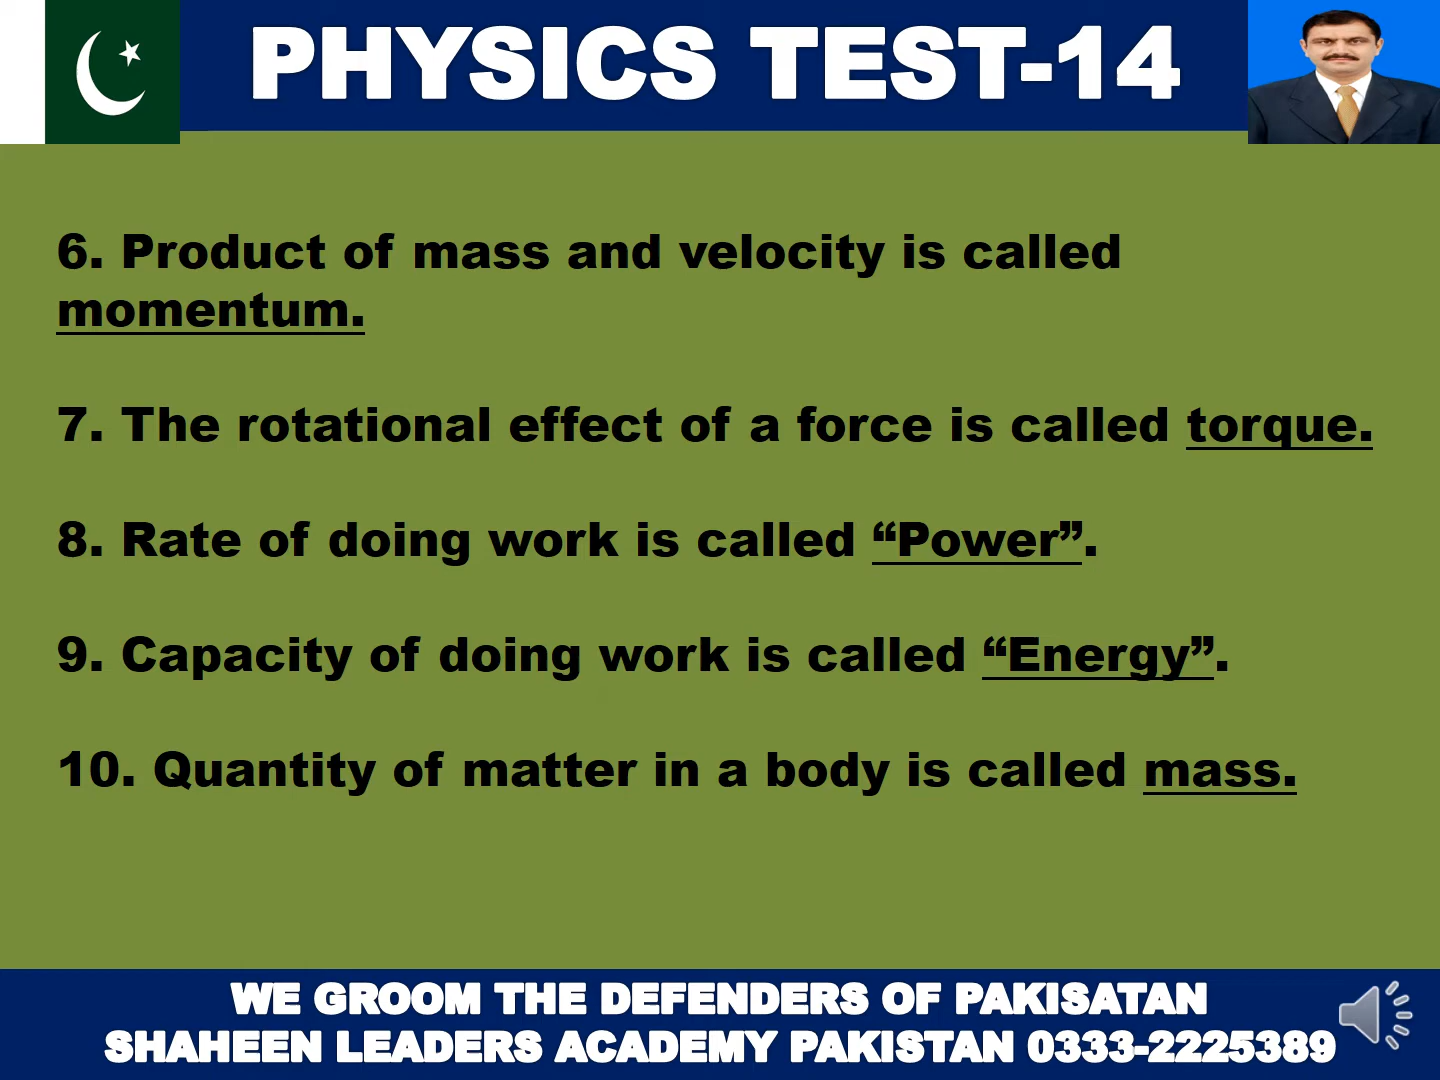 PHYSICS TEST-14
6. Product of mass and velocity is called
momentum.
7. The rotational effect of a force is called torque.
8. Rate of doing work is called “Power”.
9. Capacity of doing work is called “Energy”.
10. Quantity of matter in a body is called mass.
WE GROOM THE DEFENDERS OF PAKISATAN
SHAHEEN LEADERS ACADEMY PAKISTAN 0333-2225389